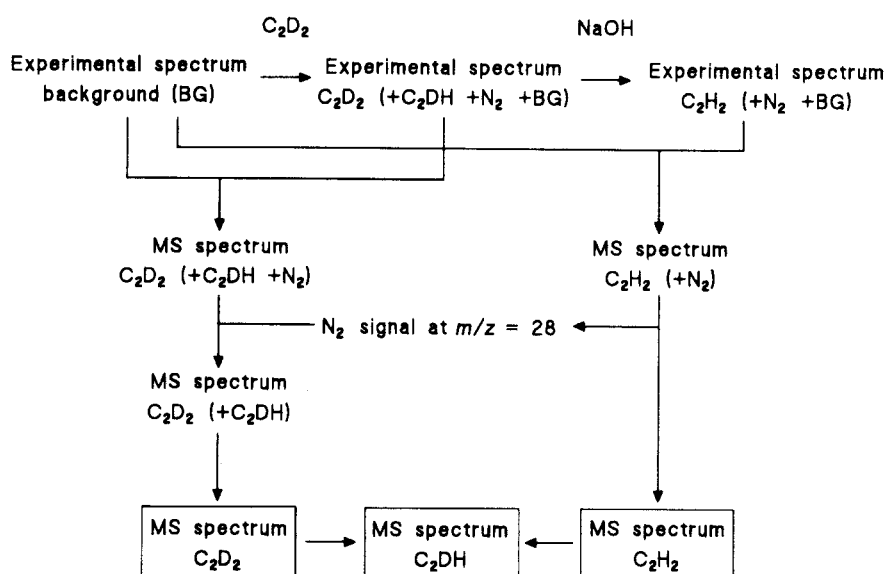 C₂D₂
NaOH
Experimental spectrum
background (BG)
Experimental spectrum
C₂D₂ (+C₂DH +N₂ +BG)
Experimental spectrum
C₂H₂ (+N₂ +BG)
MS spectrum
C₂D₂ (+C₂DH +N₂)
MS spectrum
C₂H₂ (+N₂)
N₂ signal at m/z = 28
MS spectrum
C₂D₂ (+C₂DH)
MS spectrum
C₂D₂
MS spectrum
C₂DH
MS spectrum
C₂H₂